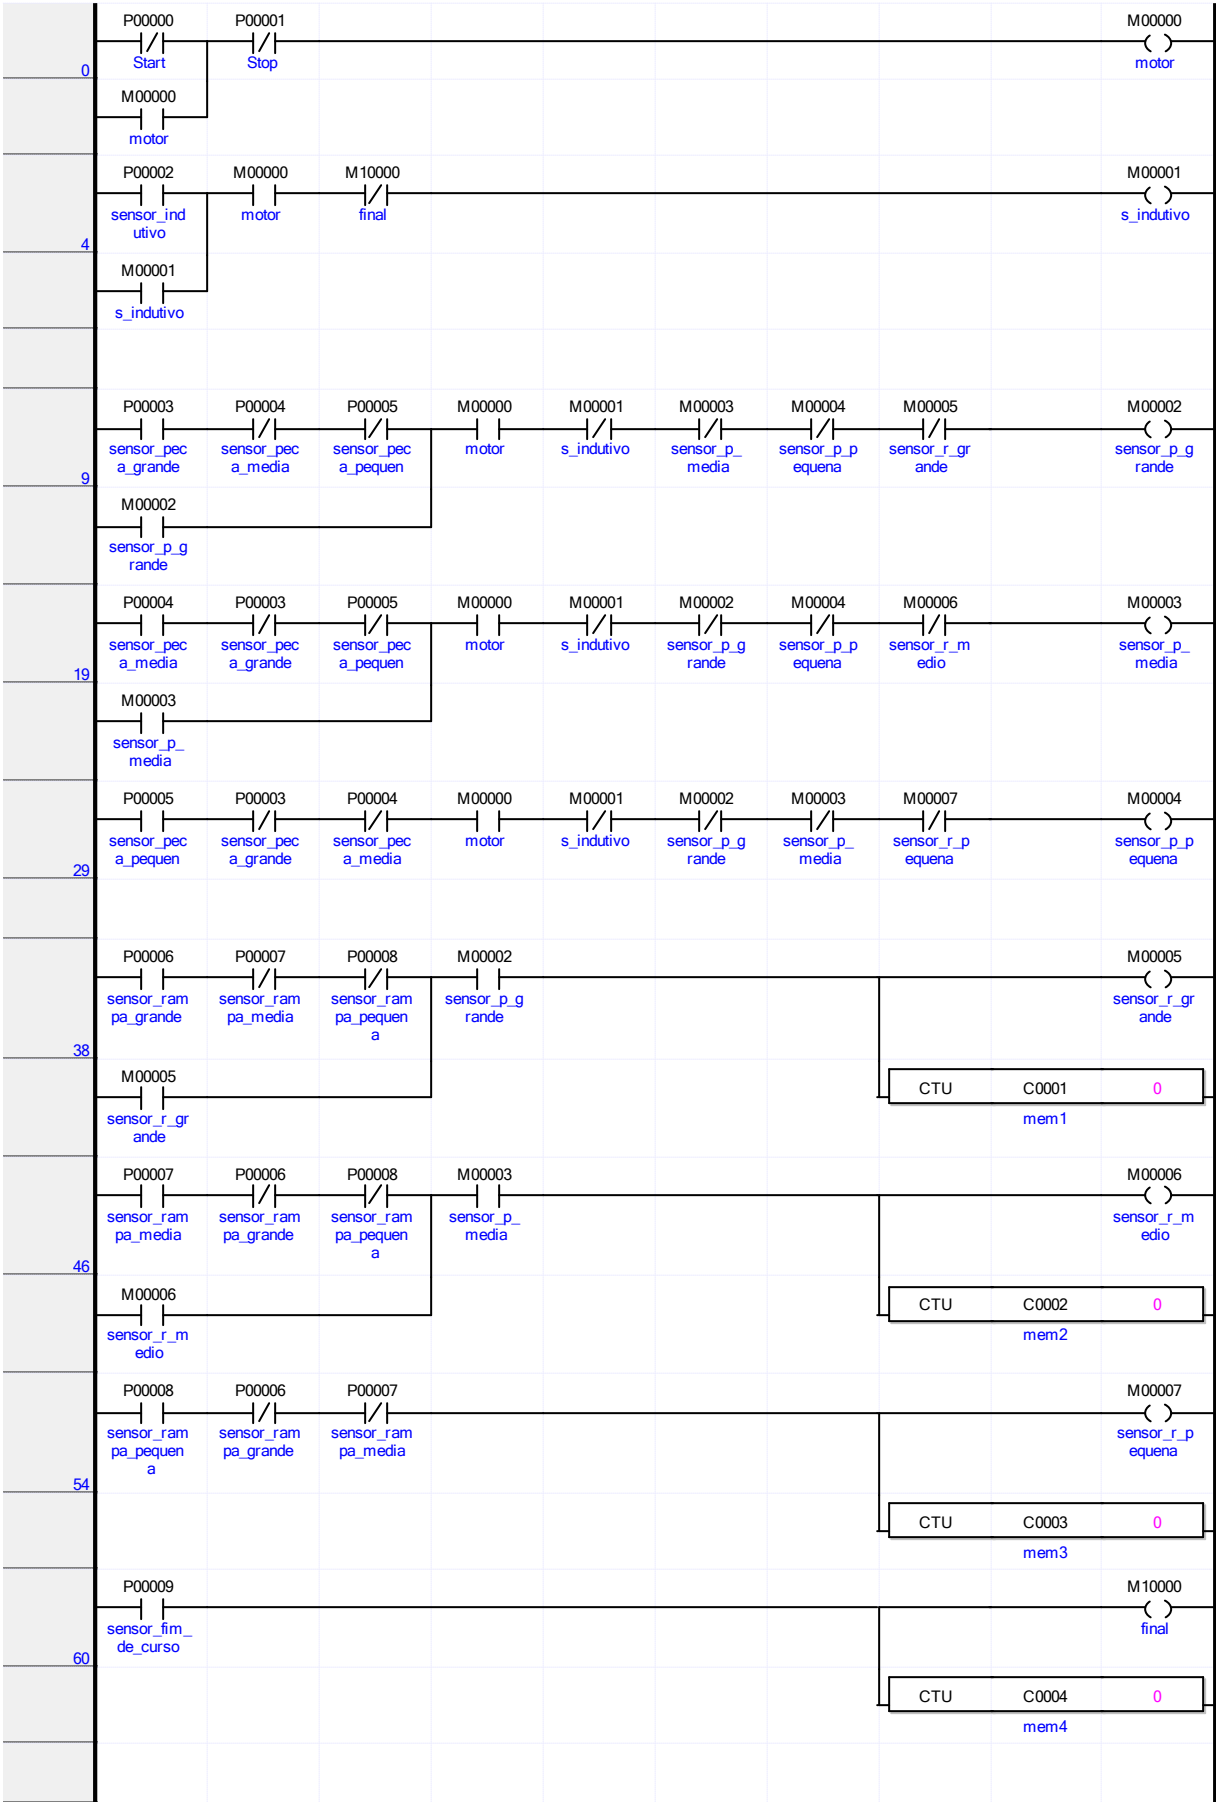 P00000 P00001 M00000
Start Stop motor
0
M00000
motor
P00002 M00000 M10000 M00001
sensor_ind motor final s_indutivo
utivo
4
M00001
s_indutivo
P00003 P00004 P00005 M00000 M00001 M00003 M00004 M00005 M00002
sensor_pec sensor_pec sensor_pec motor s_indutivo sensor_p_ sensor_p_p sensor_r_gr sensor_p_g
a_grande a_media a_pequen media equena ande rande
9
M00002
sensor_p_g
rande
P00004 P00003 P00005 M00000 M00001 M00002 M00004 M00006 M00003
sensor_pec sensor_pec sensor_pec motor s_indutivo sensor_p_g sensor_p_p sensor_r_m sensor_p_
a_media a_grande a_pequen rande equena edio media
19
M00003
sensor_p_
media
P00005 P00003 P00004 M00000 M00001 M00002 M00003 M00007 M00004
sensor_pec sensor_pec sensor_pec motor s_indutivo sensor_p_g sensor_p_ sensor_r_p sensor_p_p
a_pequen a_grande a_media rande media equena equena
29
P00006 P00007 P00008 M00002 M00005
sensor_ram sensor_ram sensor_ram sensor_p_g sensor_r_gr
pa_grande pa_media pa_pequen rande ande
a
38
M00005
CTU C0001 0
sensor_r_gr mem1
ande
P00007 P00006 P00008 M00003 M00006
sensor_ram sensor_ram sensor_ram sensor_p_ sensor_r_m
pa_media pa_grande pa_pequen media edio
a
46
M00006
CTU C0002 0
sensor_r_m mem2
edio
P00008 P00006 P00007 M00007
sensor_ram sensor_ram sensor_ram sensor_r_p
pa_pequen pa_grande pa_media equena
a
54
CTU C0003 0
mem3
P00009 M10000
sensor_fim_ final
de_curso
60
CTU C0004 0
mem4